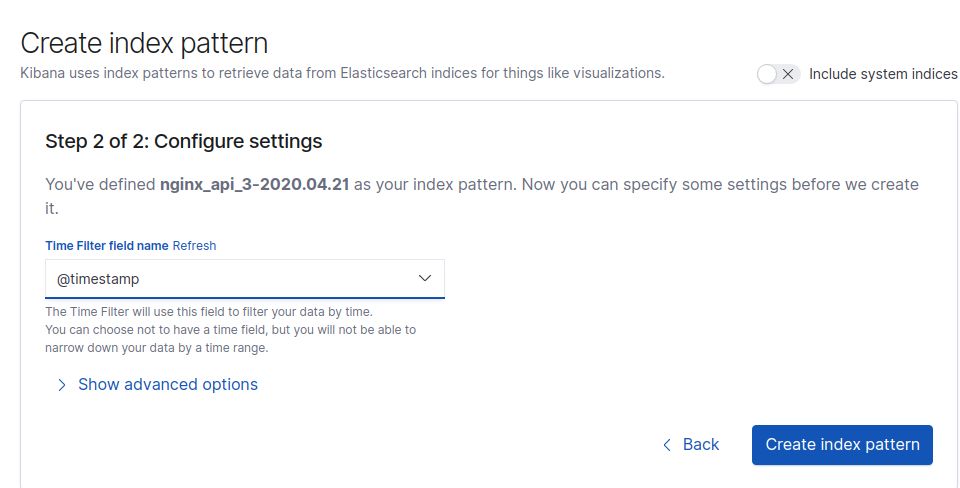 Create index pattern
Kibana uses index patterns to retrieve data from Elasticsearch indices for things like visualizations.
Include system indices
Step 2 of 2: Configure settings
You've defined nginx_api_3-2020.04.21 as your index pattern. Now you can specify some settings before we create
it.
Time Filter field name Refresh
@timestamp
The Time Filter will use this field to filter your data by time.
You can choose not to have a time field, but you will not be able to
narrow down your data by a time range.
Show advanced options
Back
Create index pattern